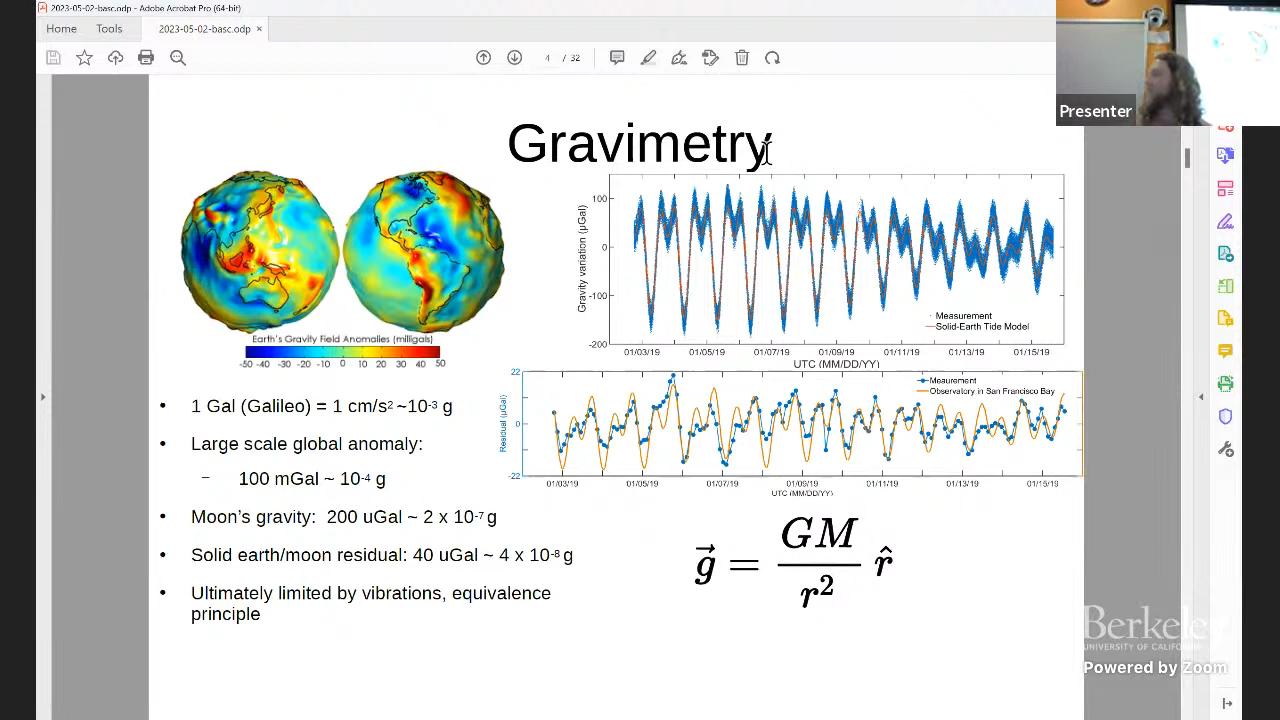 2023-05-02-basc.odp - Adobe Acrobat Pro (64-bit)
Home Tools 2023-05-02-basc.odp ×
4 / 32
Presenter
Gravimetry
Earth's Gravity Field Anomalies (milligals)
-50 -40 -30 -20 -10 0 10 20 30 40 50
Gravity variation (μGal)
100
0
-100
-200
Measurement
Solid-Earth Tide Model
01/03/19 01/05/19 01/07/19 01/09/19 01/11/19 01/13/19 01/15/19
UTC (MM/DD/YY)
Residual (μGal)
22
0
-22
Meaurement
Observatory in San Francisco Bay
01/03/19 01/05/19 01/07/19 01/09/19 01/11/19 01/13/19 01/15/19
UTC (MM/DD/YY)
• 1 Gal (Galileo) = 1 cm/s² ~10⁻³ g
• Large scale global anomaly:
– 100 mGal ~ 10⁻⁴ g
• Moon's gravity: 200 uGal ~ 2 x 10⁻⁷ g
• Solid earth/moon residual: 40 uGal ~ 4 x 10⁻⁸ g
• Ultimately limited by vibrations, equivalence
principle
g⃗ = GM/r² r̂
Berkeley
UNIVERSITY OF CALIFORNIA
Powered by Zoom